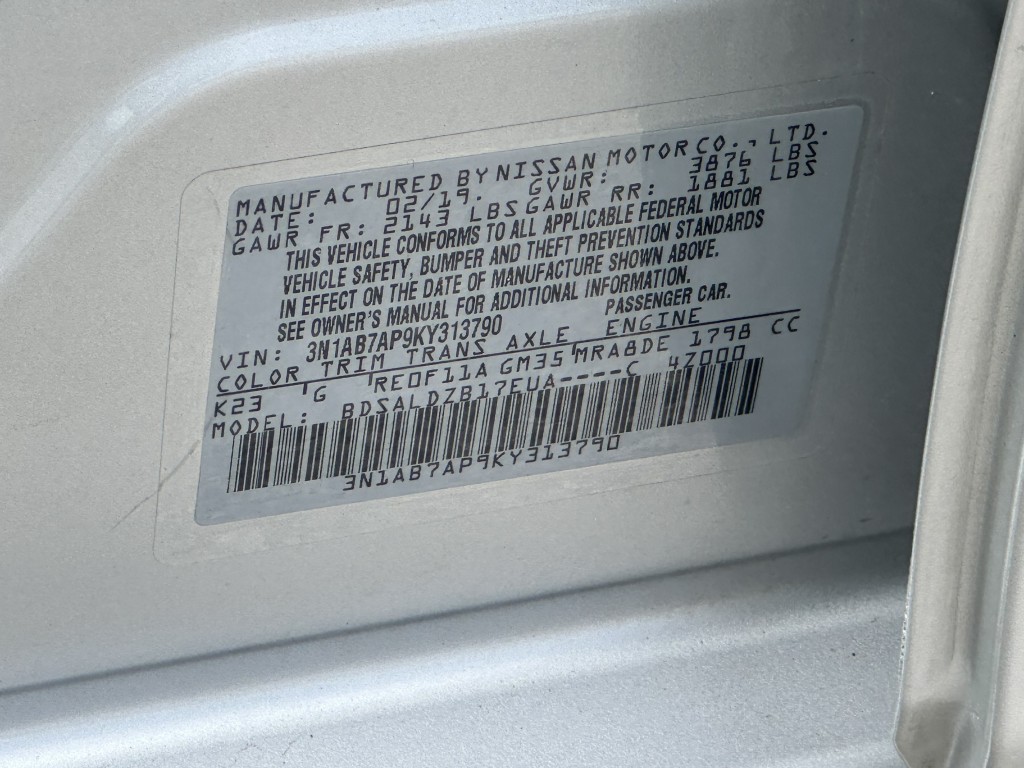 MANUFACTURED BY NISSAN MOTOR CO., LTD.
DATE: 02/19. GVWR: 3876 LBS
GAWR FR: 2143 LBS GAWR RR: 1881 LBS
THIS VEHICLE CONFORMS TO ALL APPLICABLE FEDERAL MOTOR
VEHICLE SAFETY, BUMPER AND THEFT PREVENTION STANDARDS
IN EFFECT ON THE DATE OF MANUFACTURE SHOWN ABOVE.
SEE OWNER'S MANUAL FOR ADDITIONAL INFORMATION.
VIN: 3N1AB7AP9KY313790 PASSENGER CAR.
COLOR TRIM TRANS AXLE ENGINE
K23 G RE0F11A GM35 MRA8DE 1798 CC
MODEL: BDSALDZB17EUA----C 47000
3N1AB7AP9KY313790